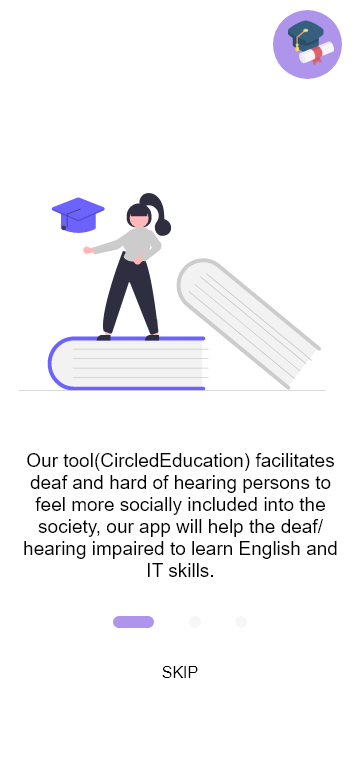 Our tool(CircledEducation) facilitates
deaf and hard of hearing persons to
feel more socially included into the
society, our app will help the deaf/
hearing impaired to learn English and
IT skills.
SKIP